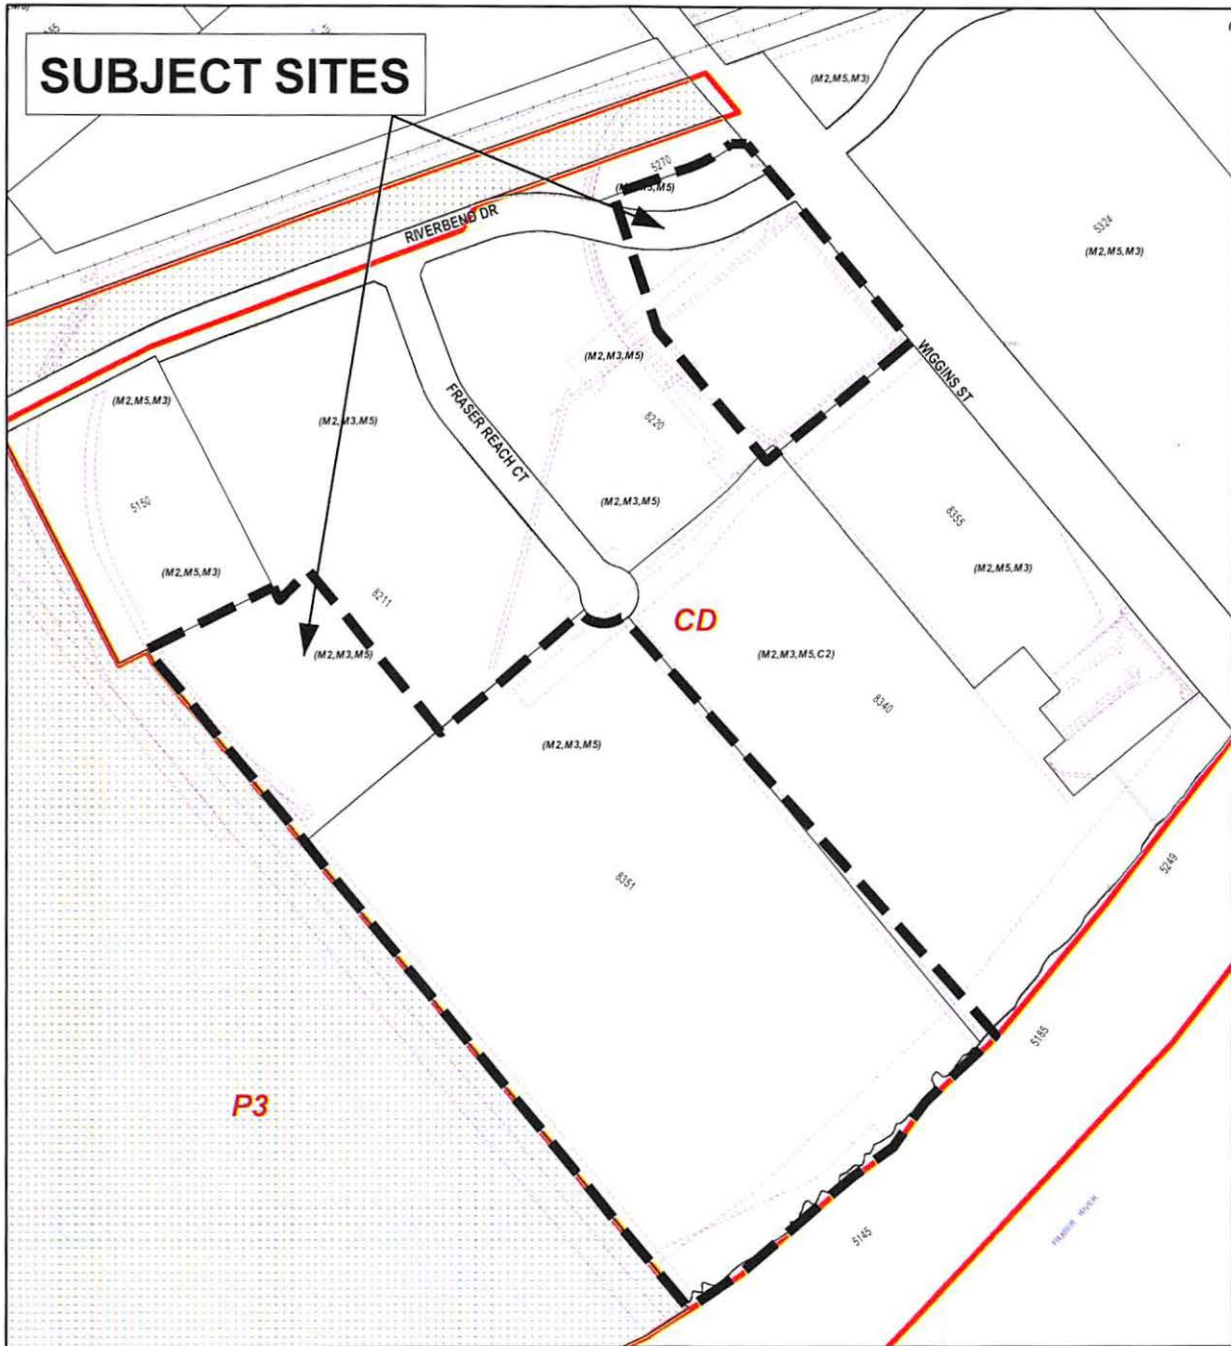 SUBJECT SITES
(M2,M5,M3)
5270
RIVERBEND DR
5324
(M2,M5,M3)
(M2,M3,M5)
WIGGINS ST
(M2,M5,M3)
(M2,M3,M5)
FRASER REACH CT
8220
5150
(M2,M3,M5)
8355
(M2,M5,M3)
(M2,M5,M3)
8211
CD
(M2,M3,M5)
(M2,M3,M5,C2)
8340
(M2,M3,M5)
5249
8351
5185
P3
5145
FRASER RIVER